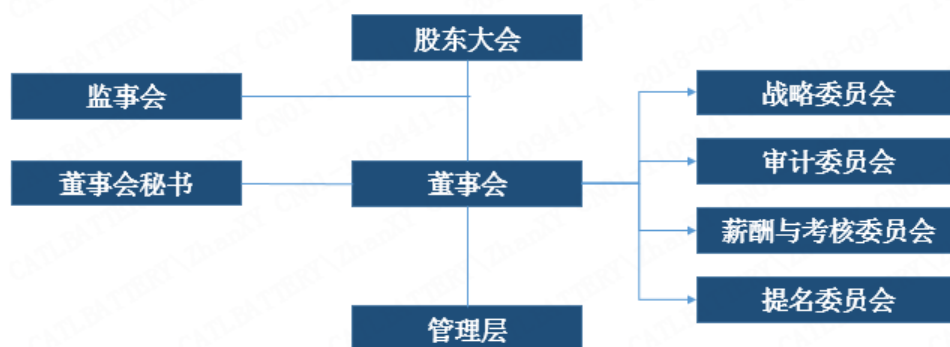 股东大会
监事会
战略委员会
审计委员会
董事会秘书
董事会
薪酬与考核委员会
提名委员会
管理层